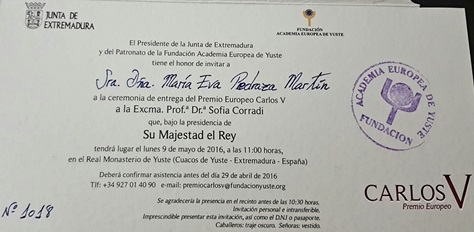 JUNTA DE
EXTREMADURA
FUNDACIÓN
ACADEMIA EUROPEA DE YUSTE
El Presidente de la Junta de Extremadura
y del Patronato de la Fundación Academia Europea de Yuste
tiene el honor de invitar a
Sra. Dña. María Eva Pedraza Martín
a la ceremonia de entrega del Premio Europeo Carlos V
a la Excma. Prof.ª Dr.ª Sofia Corradi
que, bajo la presidencia de
Su Majestad el Rey
tendrá lugar el lunes 9 de mayo de 2016, a las 11:00 horas,
en el Real Monasterio de Yuste (Cuacos de Yuste - Extremadura - España)
Deberá confirmar asistencia antes del 29 de abril de 2016
Tlf: +34 927 01 40 90 e-mail: premiocarlosv@fundacionyuste.org
ACADEMIA EUROPEA DE YUSTE
FUNDACIÓN
CARLOS V
Premio Europeo
Nº 1018
Se agradecería la presencia en el recinto antes de las 10:30 horas.
Invitación personal e intransferible.
Imprescindible presentar esta invitación, así como el D.N.I o pasaporte.
Caballeros: traje oscuro. Señoras: vestido.